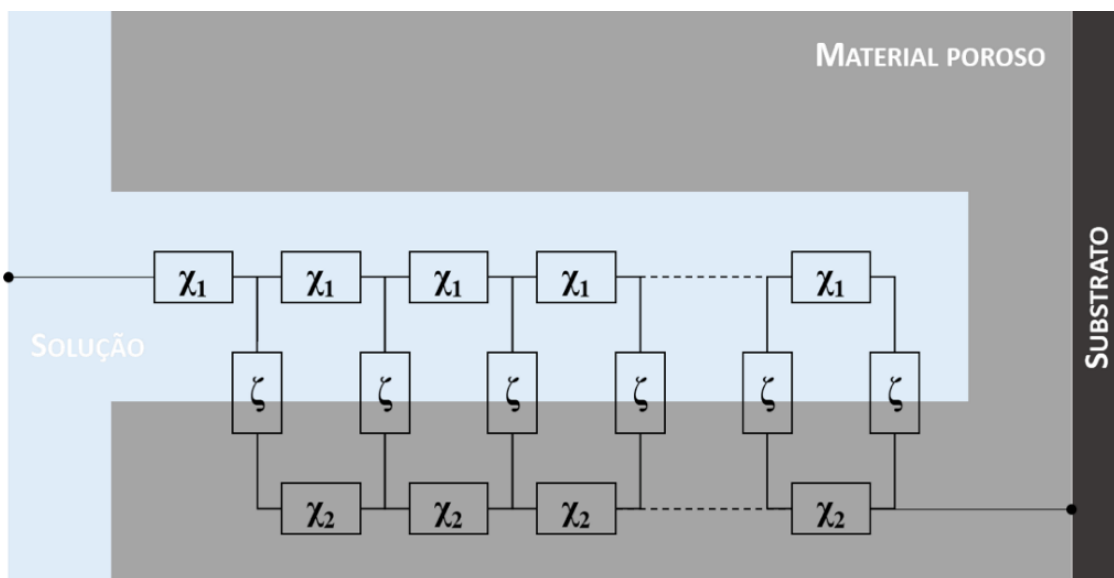 MATERIAL POROSO
χ₁ χ₁ χ₁ χ₁ χ₁
SOLUÇÃO
SUBSTRATO
ζ ζ ζ ζ ζ ζ
χ₂ χ₂ χ₂ χ₂